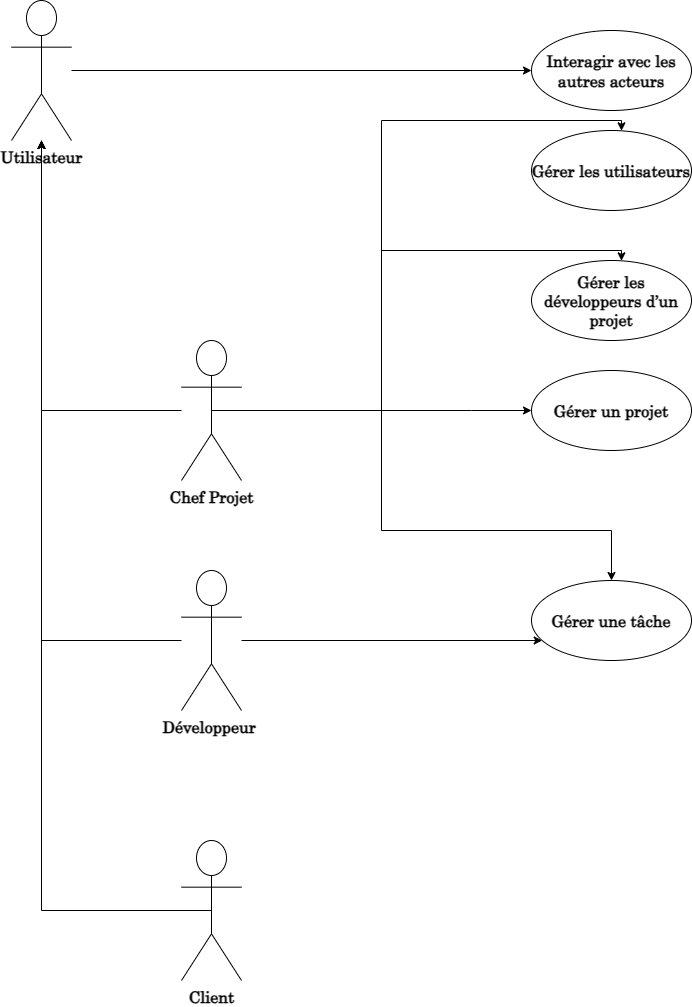 Interagir avec les
autres acteurs
Utilisateur
Gérer les utilisateurs
Gérer les
développeurs d'un
projet
Gérer un projet
Chef Projet
Gérer une tâche
Développeur
Client